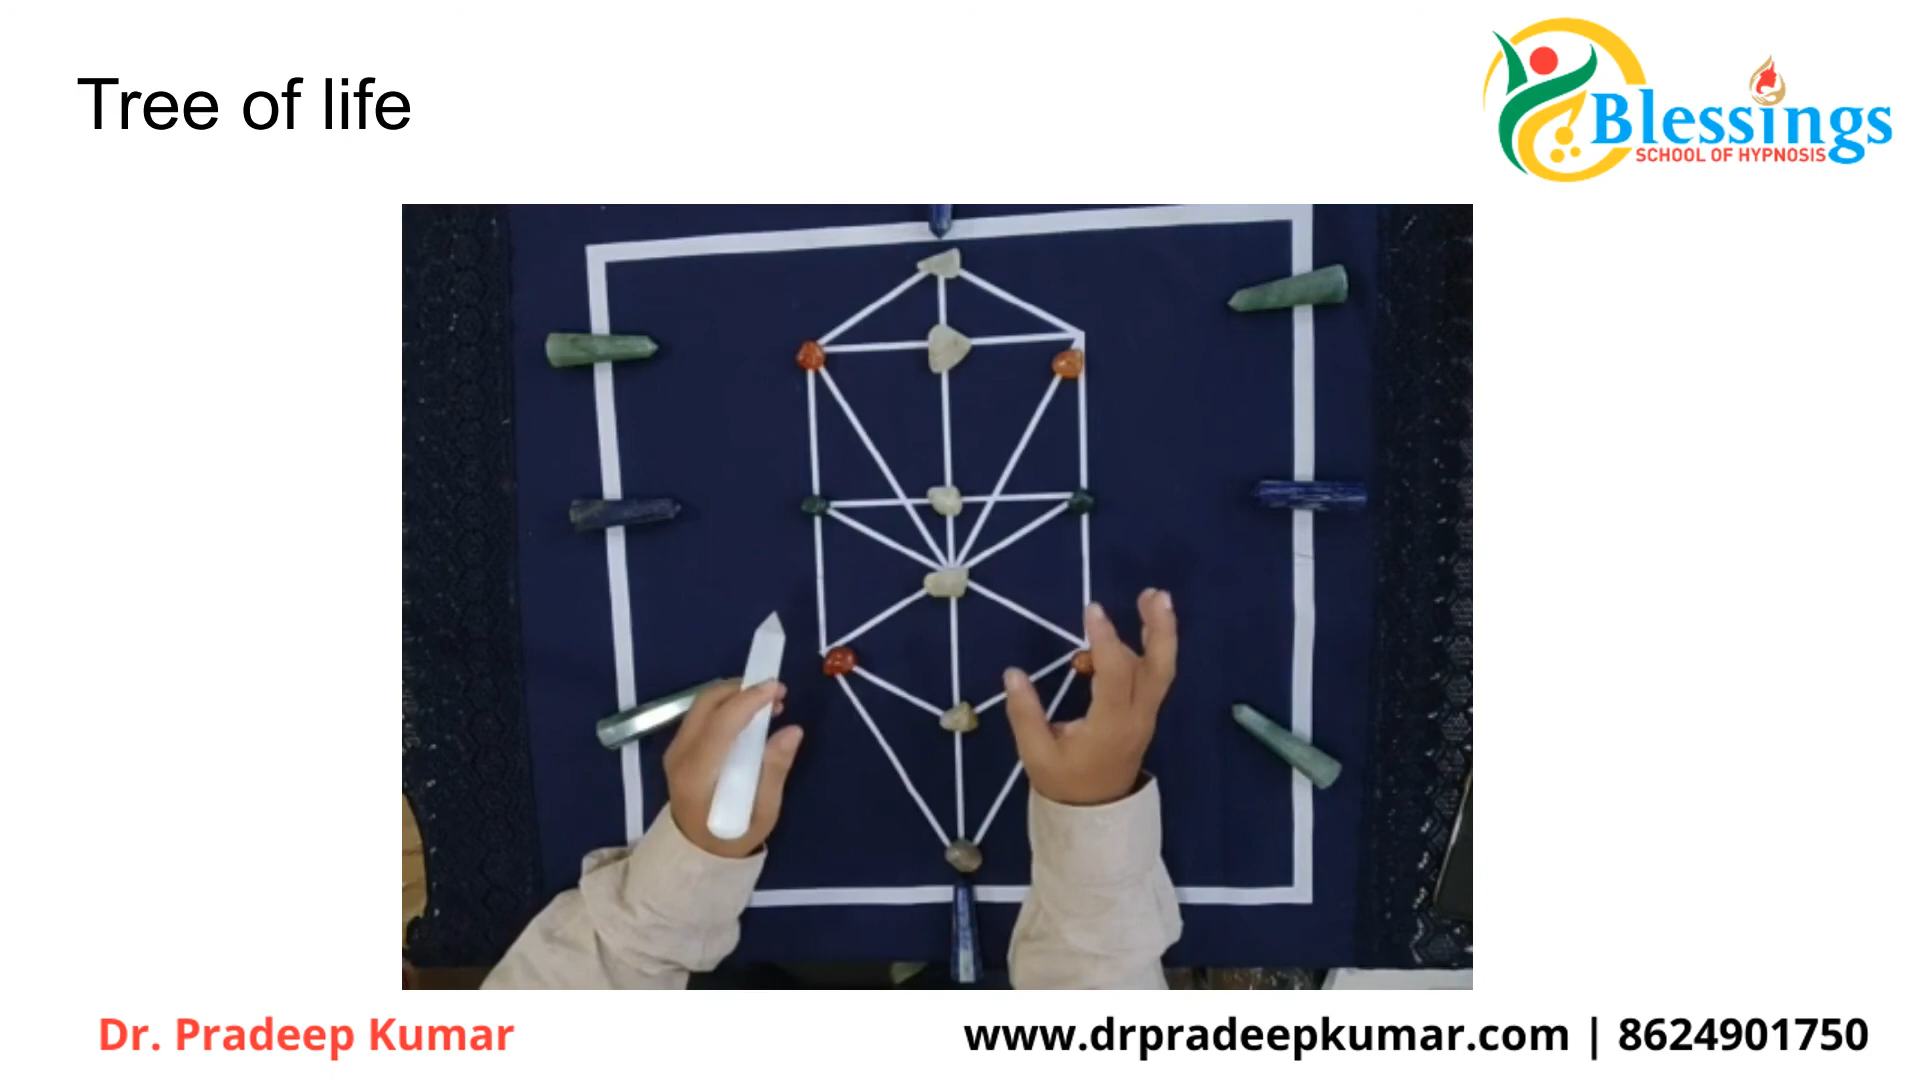 Tree of life
Blessings
SCHOOL OF HYPNOSIS
Dr. Pradeep Kumar
www.drpradeepkumar.com | 8624901750